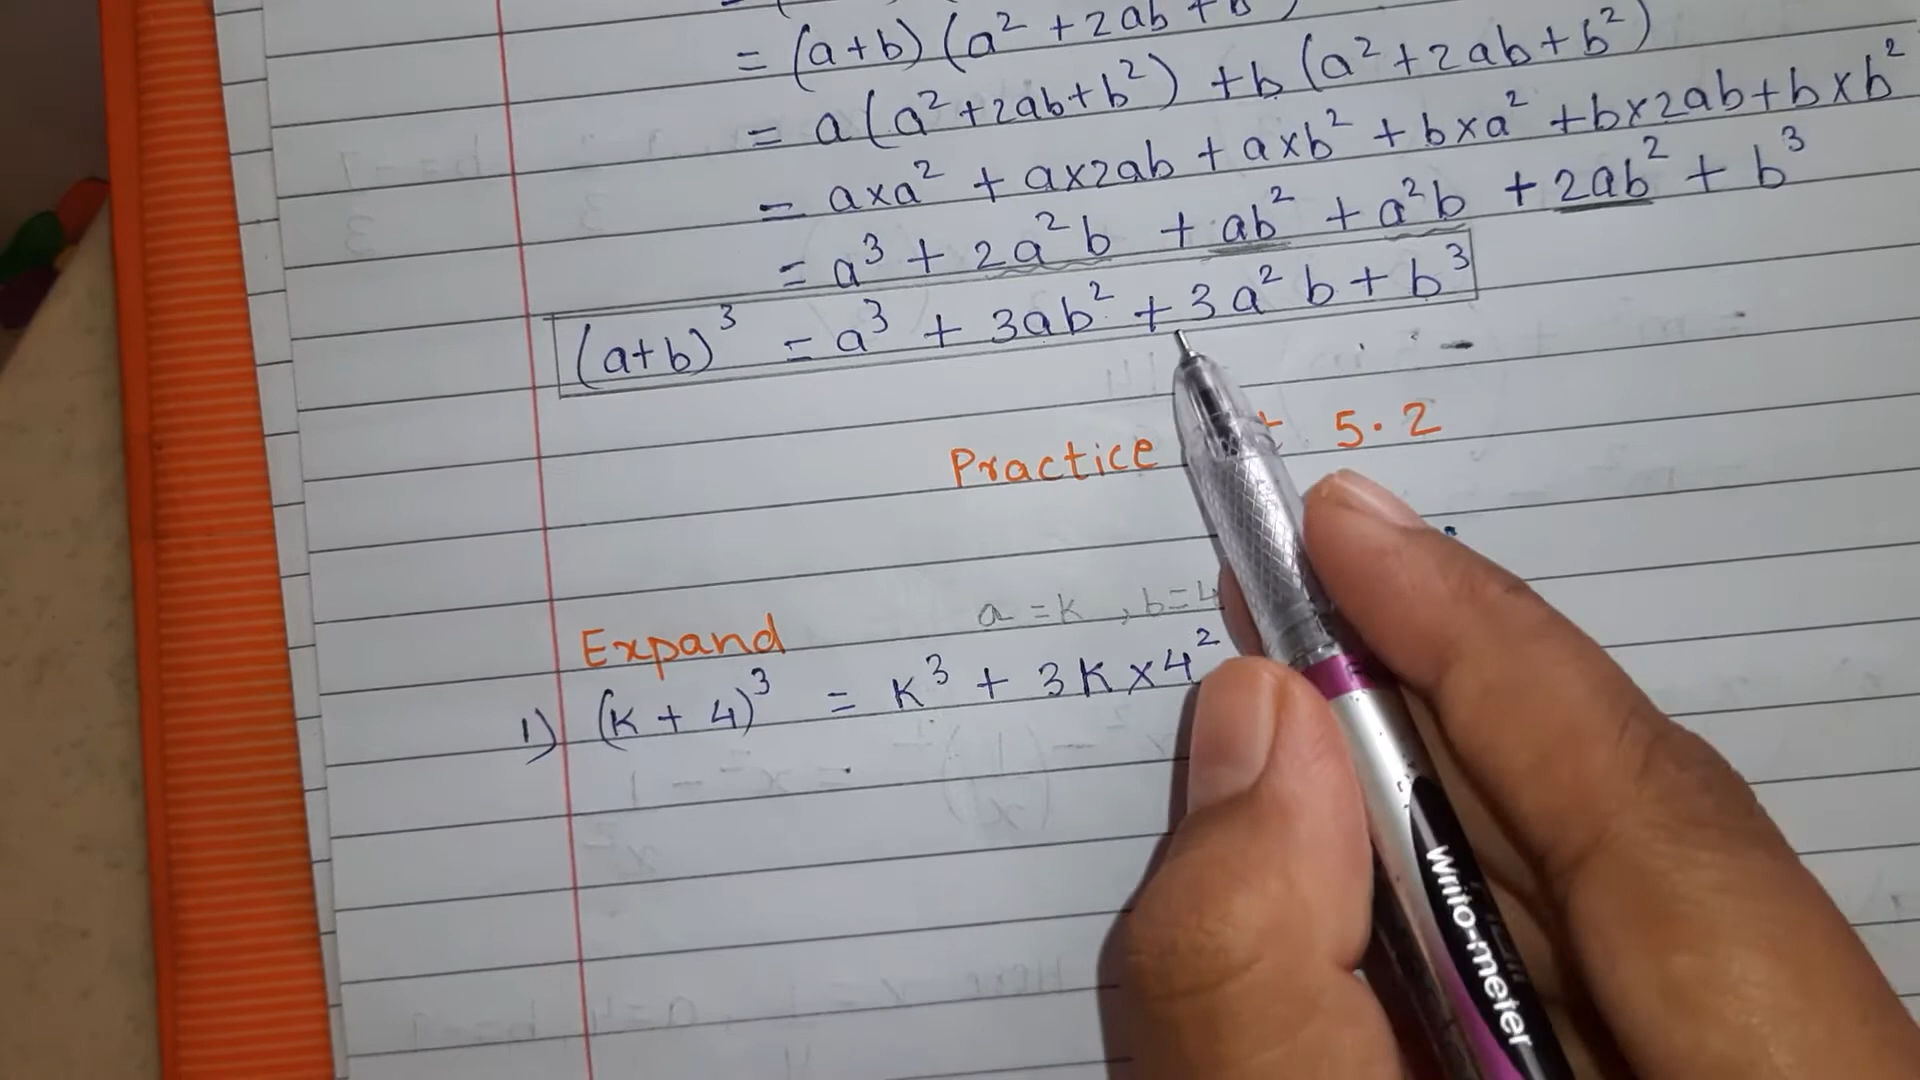 = (a+b) (a² + 2ab + b
= a (a² + 2ab + b²) + b (a² + 2ab + b²)
= a×a² + a×2ab + a×b² + b×a² + b×2ab + b×b²
= a³ + 2a²b + ab² + a²b + 2ab² + b³
(a+b)³ = a³ + 3ab² + 3a²b + b³
Practice 5.2
Expand
a = k , b = 4
1) (k + 4)³ = k³ + 3k×4²
Writo-meter